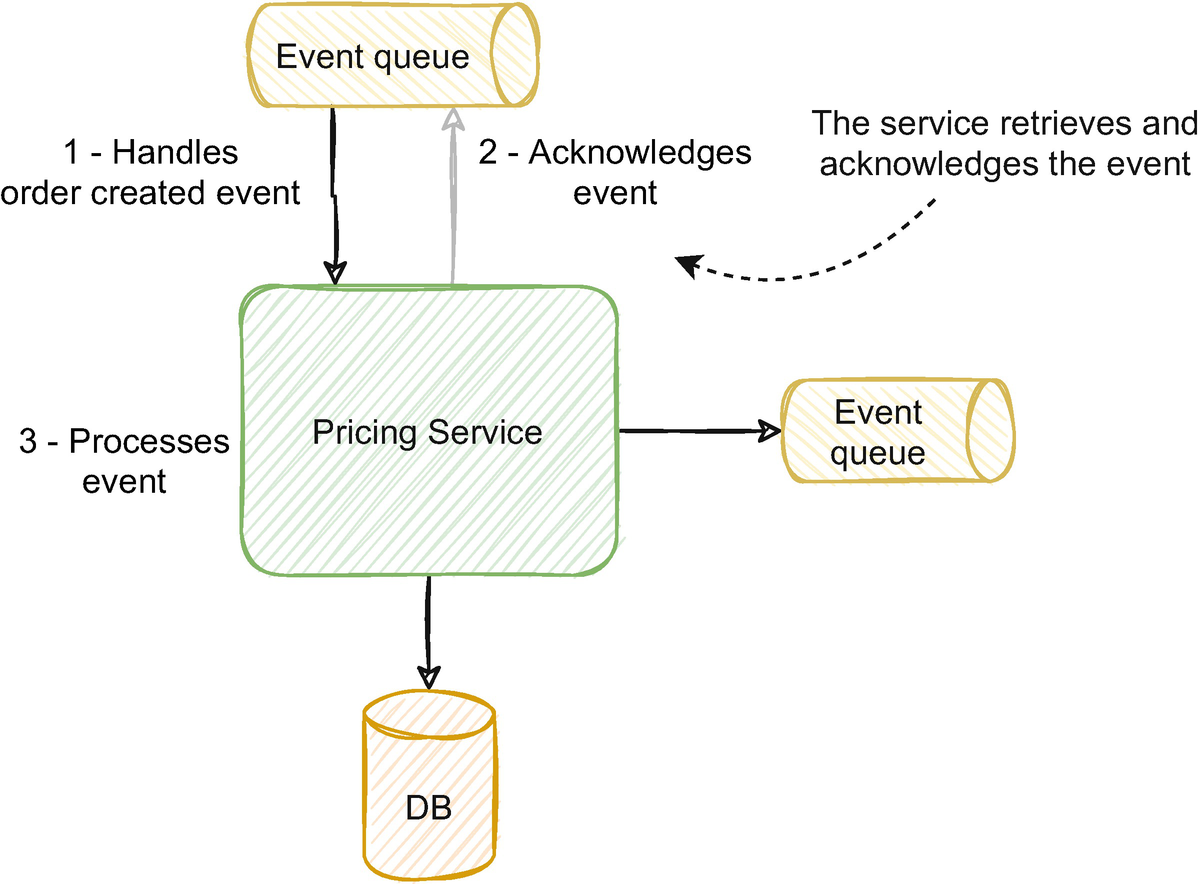 Event queue
1 - Handles
order created event
2 - Acknowledges
event
The service retrieves and
acknowledges the event
3 - Processes
event
Pricing Service
Event
queue
DB